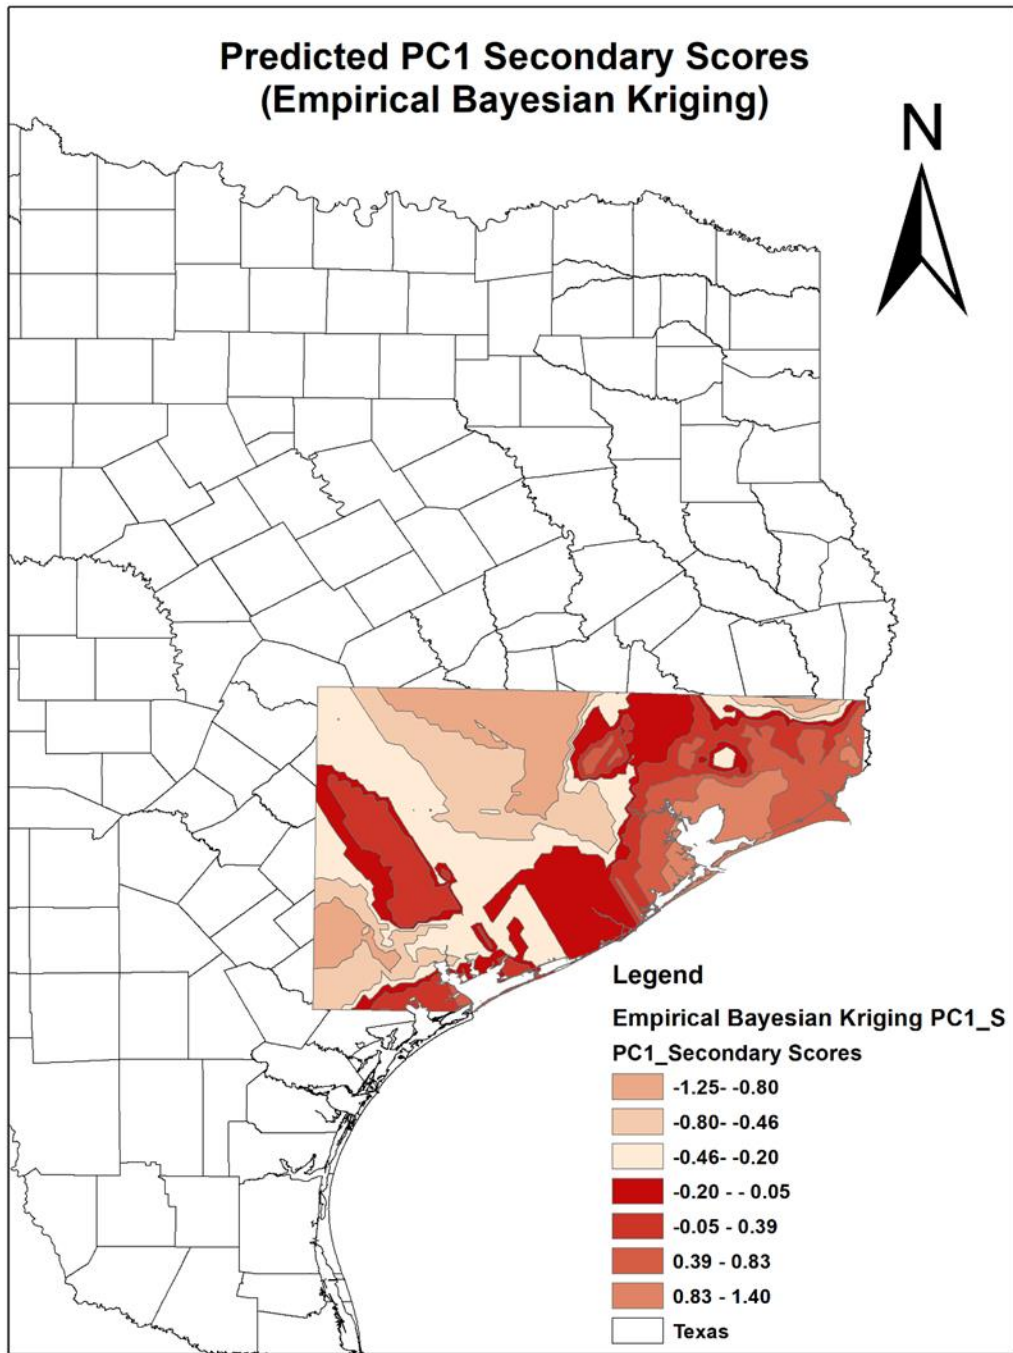 Predicted PC1 Secondary Scores
(Empirical Bayesian Kriging)
N
Legend
Empirical Bayesian Kriging PC1_S
PC1_Secondary Scores
-1.25- -0.80
-0.80- -0.46
-0.46- -0.20
-0.20 - - 0.05
-0.05 - 0.39
0.39 - 0.83
0.83 - 1.40
Texas